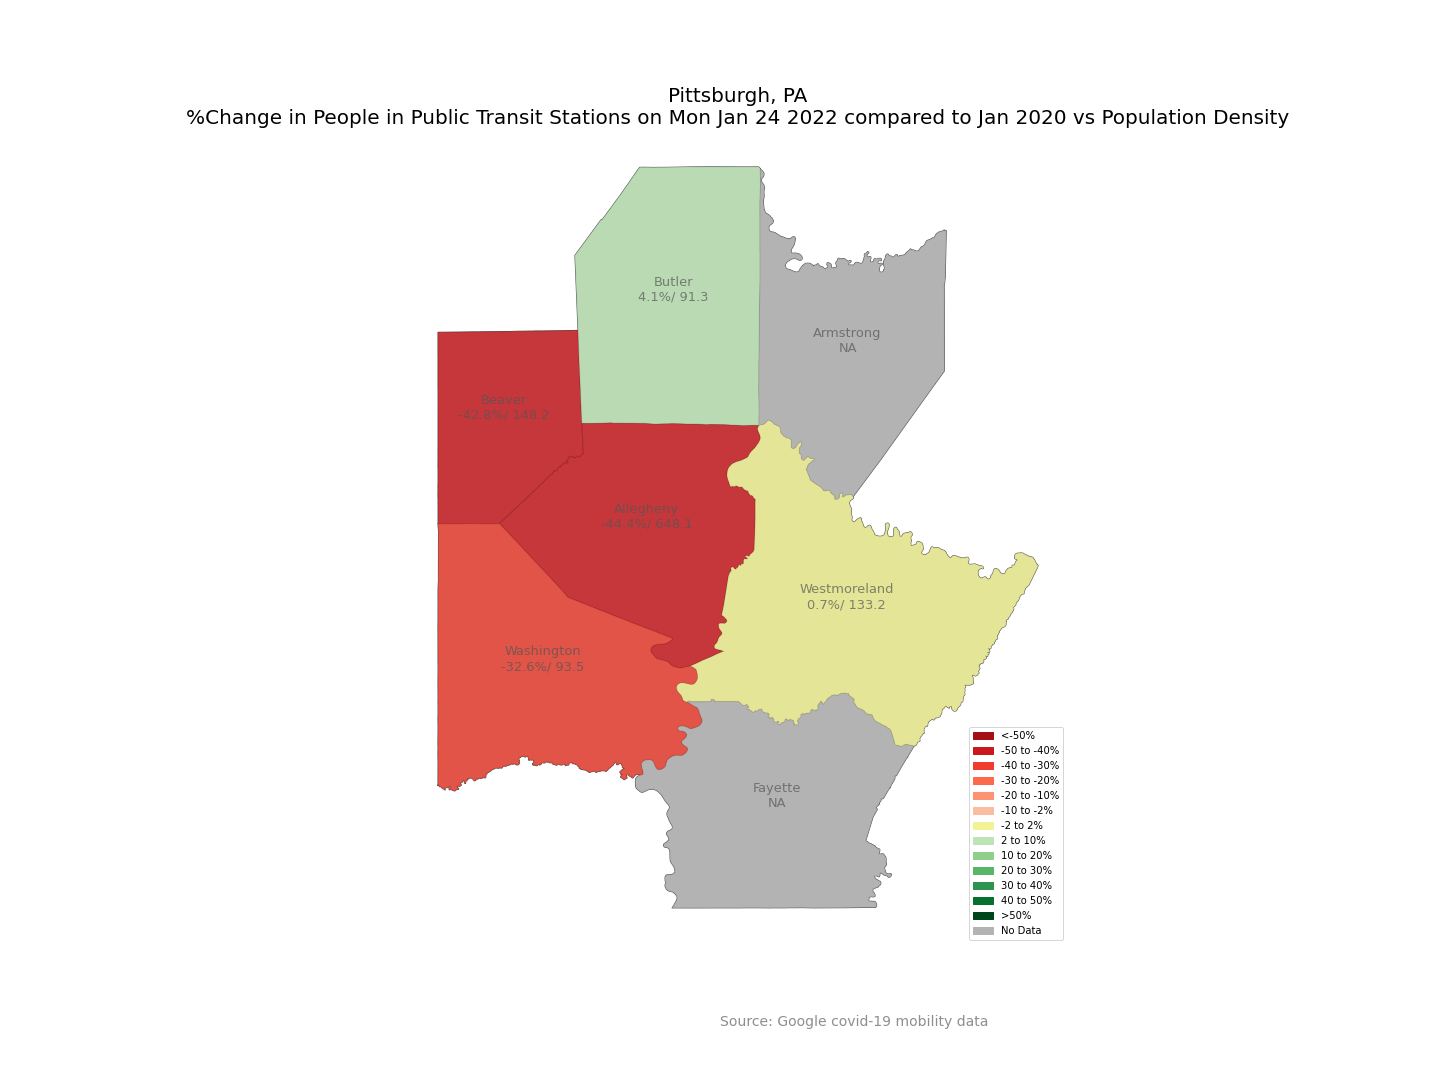 Pittsburgh, PA
%Change in People in Public Transit Stations on Mon Jan 24 2022 compared to Jan 2020 vs Population Density
Butler
4.1%/ 91.3
Armstrong
NA
Beaver
-42.8%/ 148.2
Allegheny
-44.4%/ 648.1
Westmoreland
0.7%/ 133.2
Washington
-32.6%/ 93.5
Fayette
NA
<-50%
-50 to -40%
-40 to -30%
-30 to -20%
-20 to -10%
-10 to -2%
-2 to 2%
2 to 10%
10 to 20%
20 to 30%
30 to 40%
40 to 50%
>50%
No Data
Source: Google covid-19 mobility data